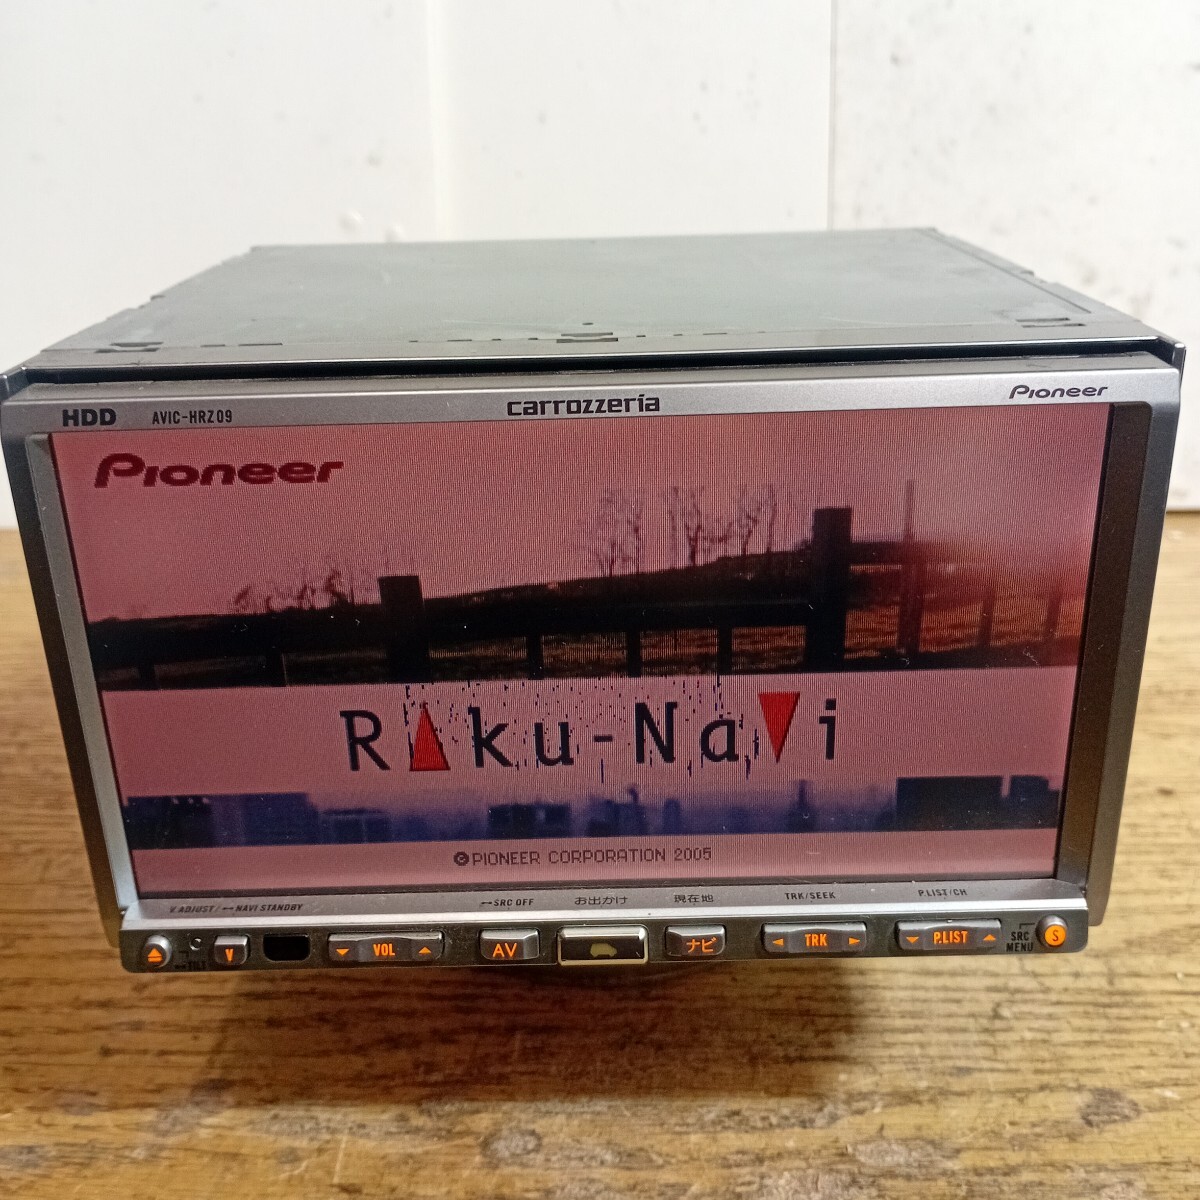 HDD AVIC-HRZ09 carrozzeria Pioneer
Pioneer
Raku-Navi
©PIONEER CORPORATION 2005
V.ADJUST/ NAVI STANDBY SRC OFF お出かけ 現在地 TRK/SEEK P.LIST/CH
V VOL AV ナビ TRK P.LIST SRC MENU S